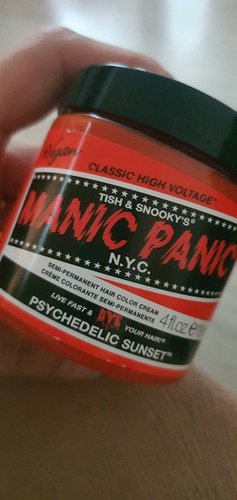 Vegan
CLASSIC HIGH VOLTAGE®
TISH & SNOOKY'S®
MANIC PANIC
N.Y.C.
SEMI-PERMANENT HAIR COLOR CREAM
CRÈME COLORANTE SEMI-PERMANENTE
4 fl oz e
LIVE FAST & DYE YOUR HAIR!®
PSYCHEDELIC SUNSET™